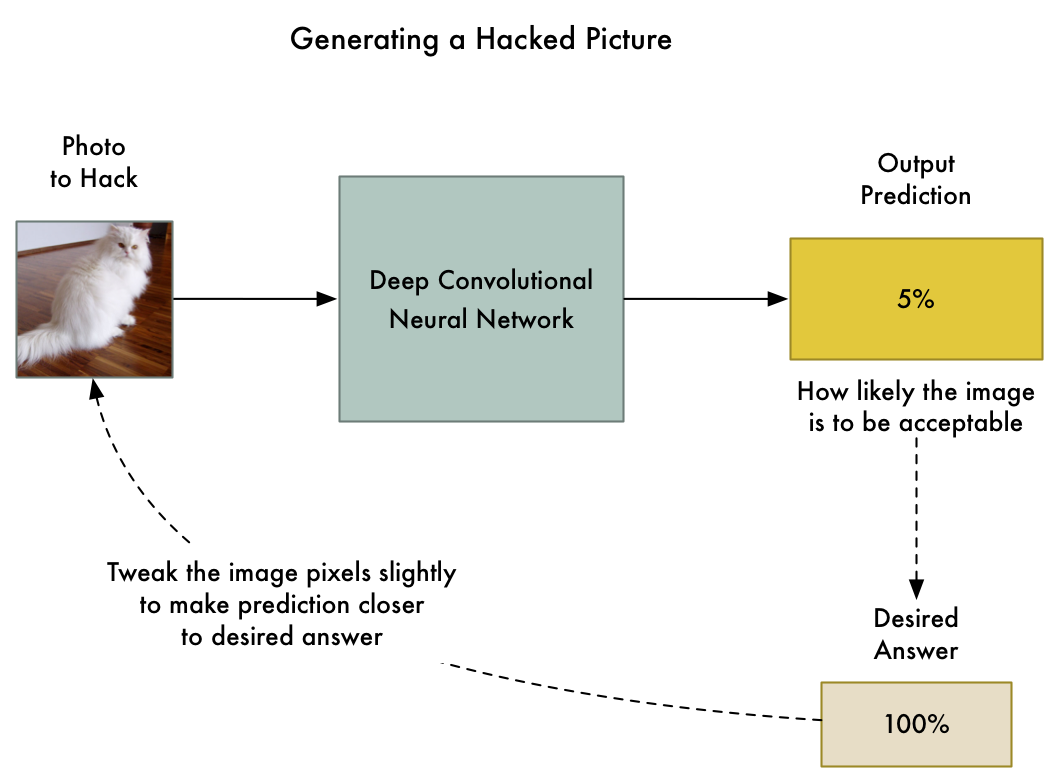 Generating a Hacked Picture
Photo
to Hack
Deep Convolutional
Neural Network
Output
Prediction
5%
How likely the image
is to be acceptable
Tweak the image pixels slightly
to make prediction closer
to desired answer
Desired
Answer
100%